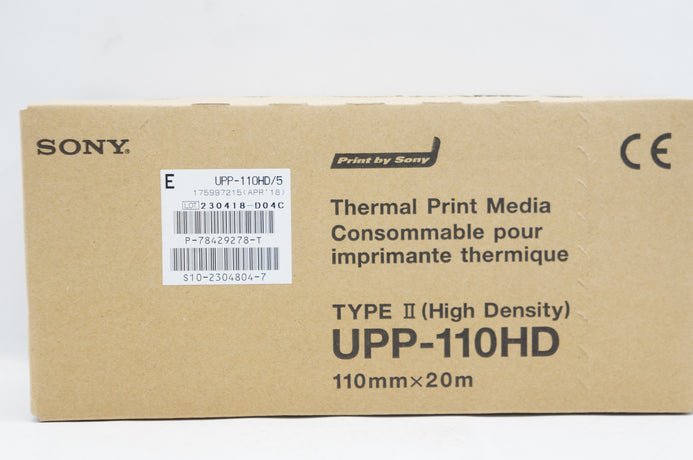 SONY®
E UPP-110HD/5
175997215(APR'18)
LOT 230418-D04C
P-78429278-T
S10-2304804-7
Print by Sony
CE
Thermal Print Media
Consommable pour
imprimante thermique
TYPE II (High Density)
UPP-110HD
110mm×20m